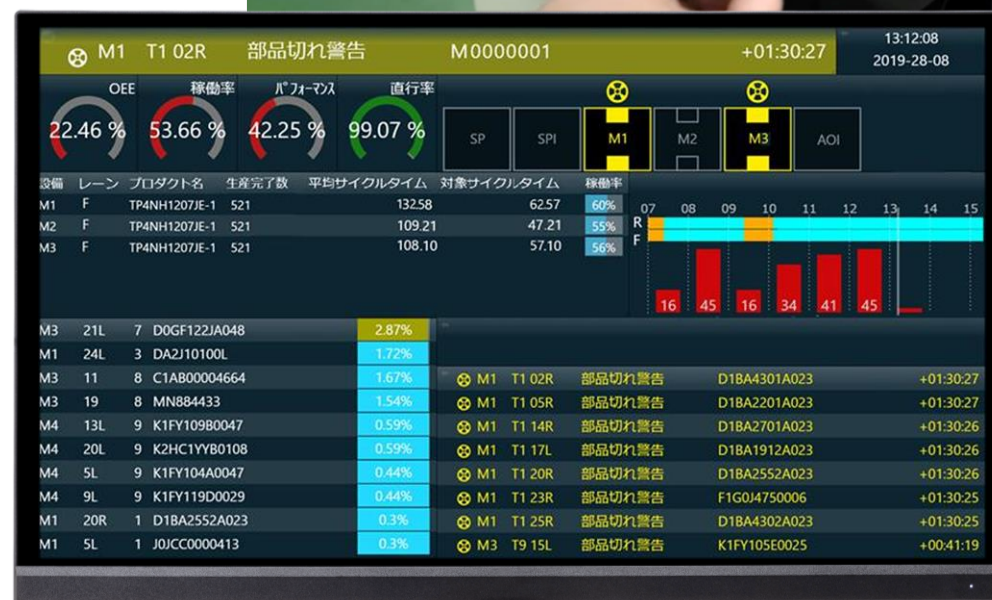 M1 T1 02R 部品切れ警告 M0000001 +01:30:27
13:12:08
2019-28-08
OEE 稼働率 パフォーマンス 直行率
22.46 % 53.66 % 42.25 % 99.07 %
SP SPI M1 M2 M3 AOI
設備 レーン プロダクト名 生産完了数 平均サイクルタイム 対象サイクルタイム 稼働率
M1 F TP4NH1207JE-1 521 132.58 62.57 60%
M2 F TP4NH1207JE-1 521 109.21 47.21 55%
M3 F TP4NH1207JE-1 521 108.10 57.10 56%
07 08 09 10 11 12 13 14 15
R
F
16 45 16 34 41 45
M3 21L 7 D0GF122JA048 2.87%
M1 24L 3 DA2J10100L 1.72%
M3 11 8 C1AB00004664 1.67%
M3 19 8 MN884433 1.54%
M4 13L 9 K1FY109B0047 0.59%
M4 20L 9 K2HC1YYB0108 0.59%
M4 5L 9 K1FY104A0047 0.44%
M4 9L 9 K1FY119D0029 0.44%
M1 20R 1 D1BA2552A023 0.3%
M1 5L 1 J0JCC0000413 0.3%
M1 T1 02R 部品切れ警告 D1BA4301A023 +01:30:27
M1 T1 05R 部品切れ警告 D1BA2201A023 +01:30:27
M1 T1 14R 部品切れ警告 D1BA2701A023 +01:30:26
M1 T1 17L 部品切れ警告 D1BA1912A023 +01:30:26
M1 T1 20R 部品切れ警告 D1BA2552A023 +01:30:26
M1 T1 23R 部品切れ警告 F1G0J4750006 +01:30:25
M1 T1 25R 部品切れ警告 D1BA4302A023 +01:30:25
M3 T9 15L 部品切れ警告 K1FY105E0025 +00:41:19